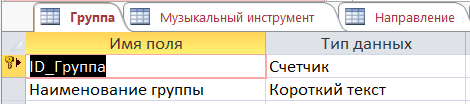 Группа Музыкальный инструмент Направление
Имя поля Тип данных
ID_Группа Счетчик
Наименование группы Короткий текст